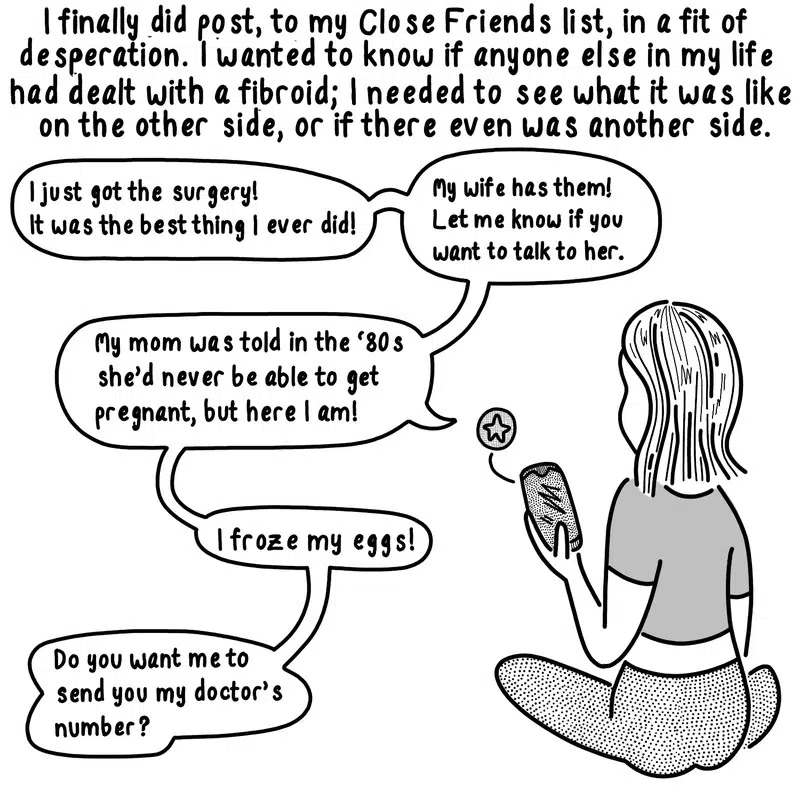 I finally did post, to my Close Friends list, in a fit of
desperation. I wanted to know if anyone else in my life
had dealt with a fibroid; I needed to see what it was like
on the other side, or if there even was another side.
I just got the surgery!
It was the best thing I ever did!
My wife has them!
Let me know if you
want to talk to her.
My mom was told in the ‘80s
she’d never be able to get
pregnant, but here I am!
I froze my eggs!
Do you want me to
send you my doctor’s
number?